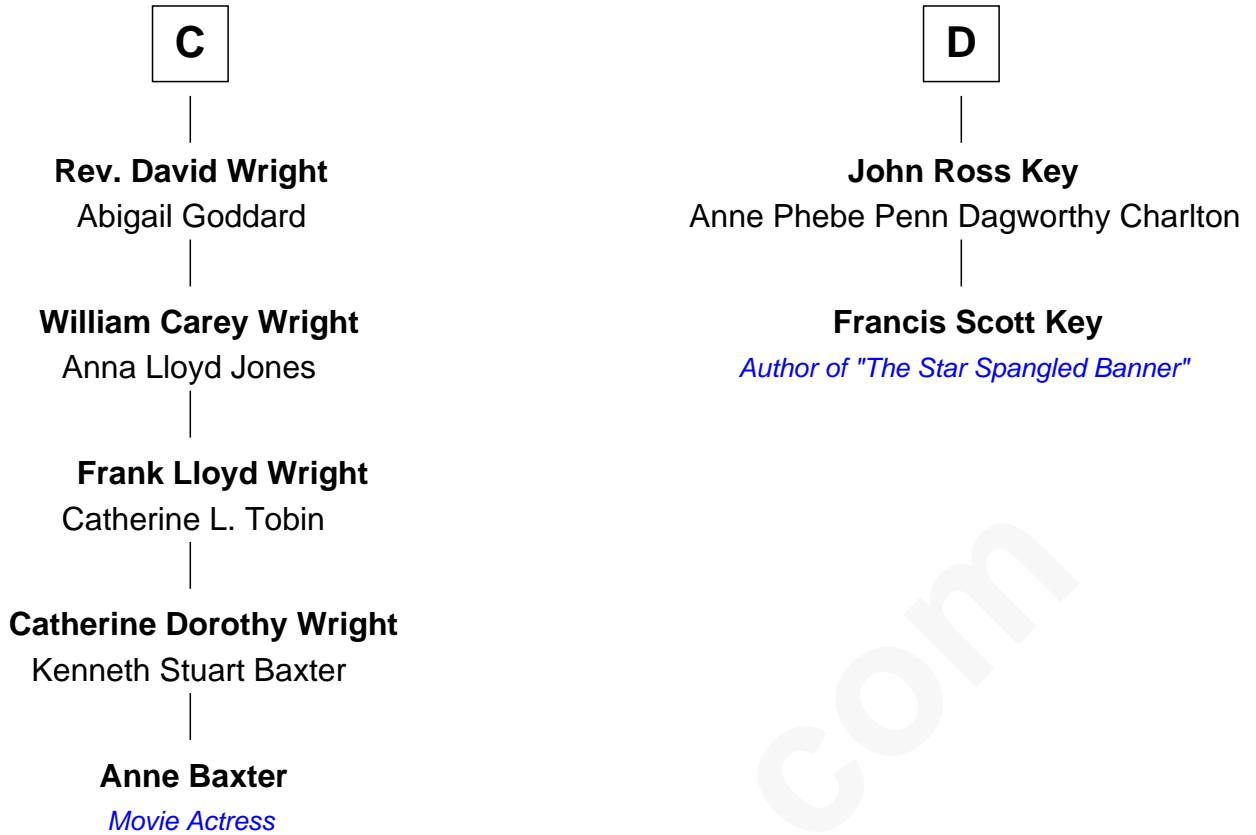 C
Rev. David Wright
Abigail Goddard
William Carey Wright
Anna Lloyd Jones
Frank Lloyd Wright
Catherine L. Tobin
Catherine Dorothy Wright
Kenneth Stuart Baxter
Anne Baxter
Movie Actress
D
John Ross Key
Anne Phebe Penn Dagworthy Charlton
Francis Scott Key
Author of "The Star Spangled Banner"
com